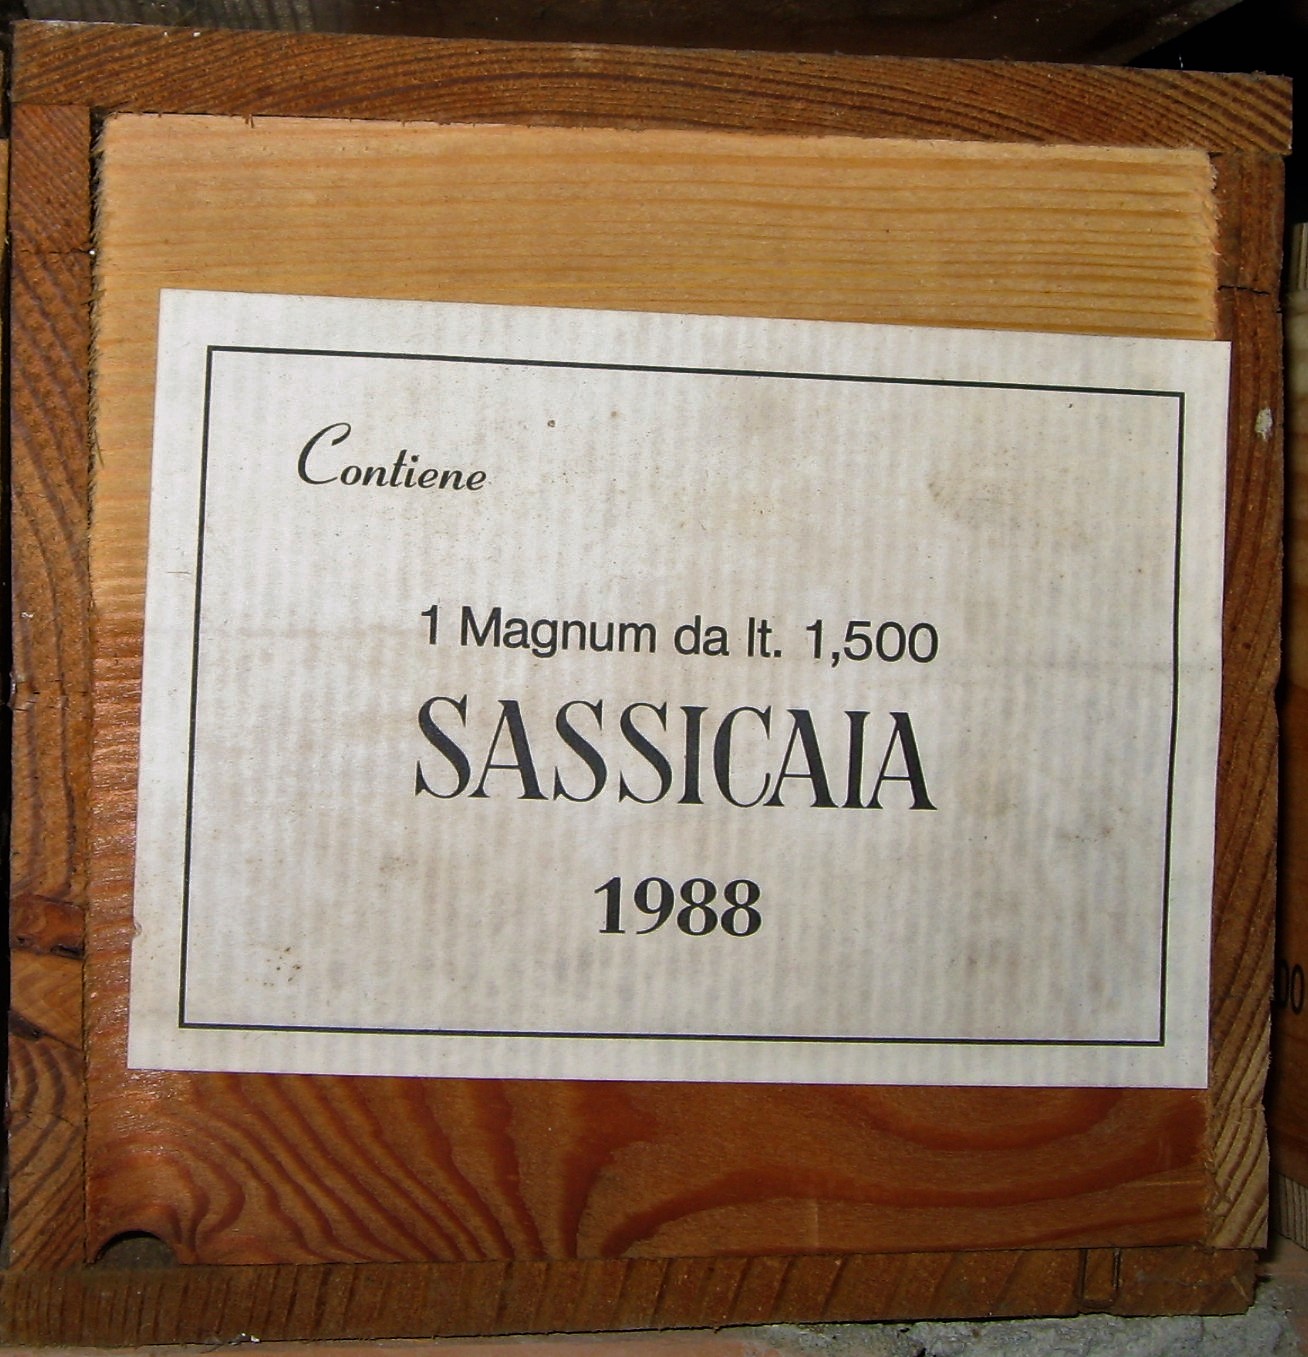 Contiene
1 Magnum da lt. 1,500
SASSICAIA
1988